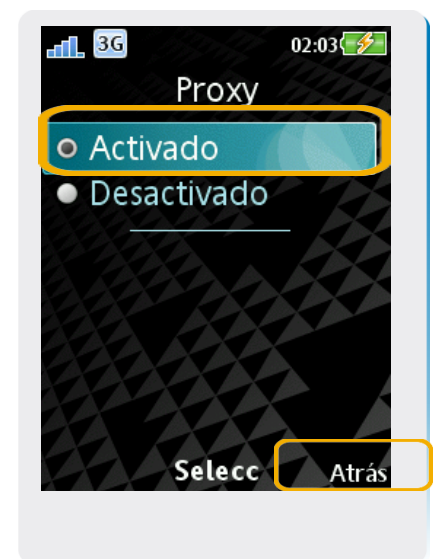 3G 02:03
Proxy
Activado
Desactivado
Selecc Atrás